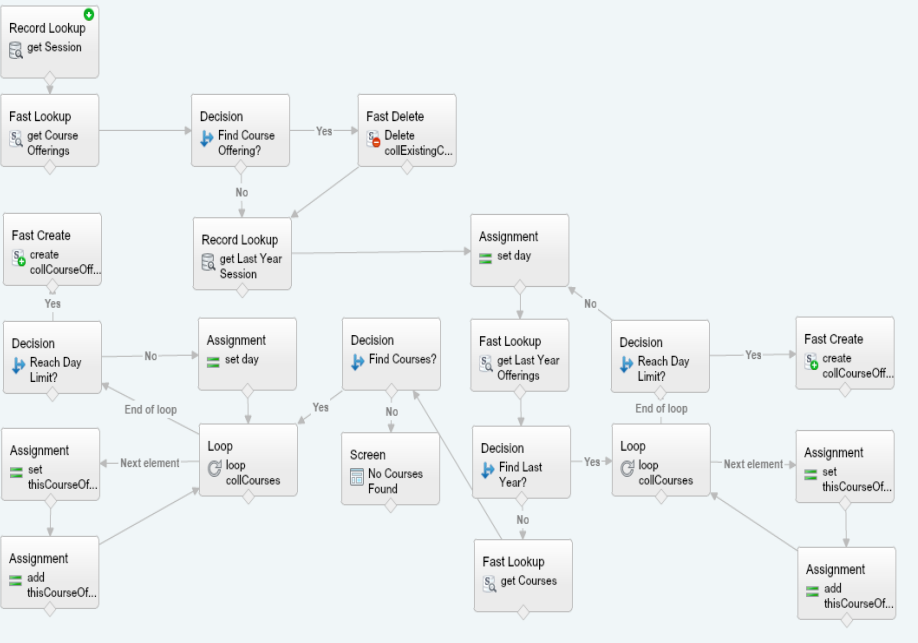 Record Lookup
get Session
Fast Lookup
get Course
Offerings
Decision
Find Course
Offering?
Yes
Fast Delete
Delete
collExistingC...
No
Fast Create
create
collCourseOff...
Record Lookup
get Last Year
Session
Assignment
set day
Yes
No
Decision
Reach Day
Limit?
No
Assignment
set day
Decision
Find Courses?
Fast Lookup
get Last Year
Offerings
Decision
Reach Day
Limit?
Yes
Fast Create
create
collCourseOff...
End of loop
Yes
No
End of loop
Assignment
set
thisCourseOf...
Next element
Loop
loop
collCourses
Screen
No Courses
Found
Decision
Find Last
Year?
Yes
Loop
loop
collCourses
Next element
Assignment
set
thisCourseOf...
No
Assignment
add
thisCourseOf...
Fast Lookup
get Courses
Assignment
add
thisCourseOf...